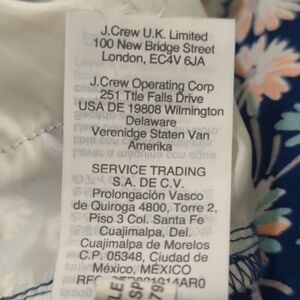 J.Crew U.K. Limited
100 New Bridge Street
London, EC4V 6JA
J.Crew Operating Corp
251 Ttle Falls Drive
USA DE 19808 Wilmington
Delaware
Verenidge Staten Van
Amerika
SERVICE TRADING
S.A. DE C.V.
Prolongación Vasco
de Quiroga 4800, Torre 2,
Piso 3 Col. Santa Fe
Cuajimalpa, Del.
Cuajimalpa de Morelos
C.P. 05348, Ciudad de
México, MÉXICO